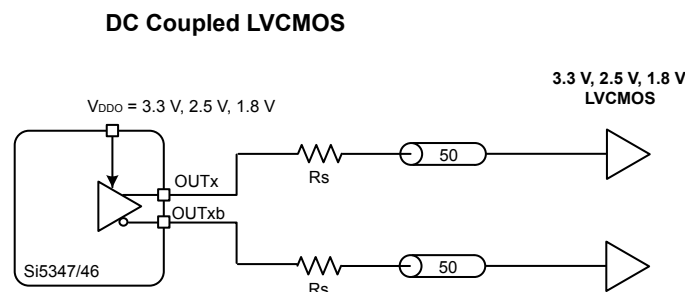 DC Coupled LVCMOS
3.3 V, 2.5 V, 1.8 V
LVCMOS
VDDO = 3.3 V, 2.5 V, 1.8 V
OUTx
Rs
50
OUTxb
Si5347/46
Rs
50